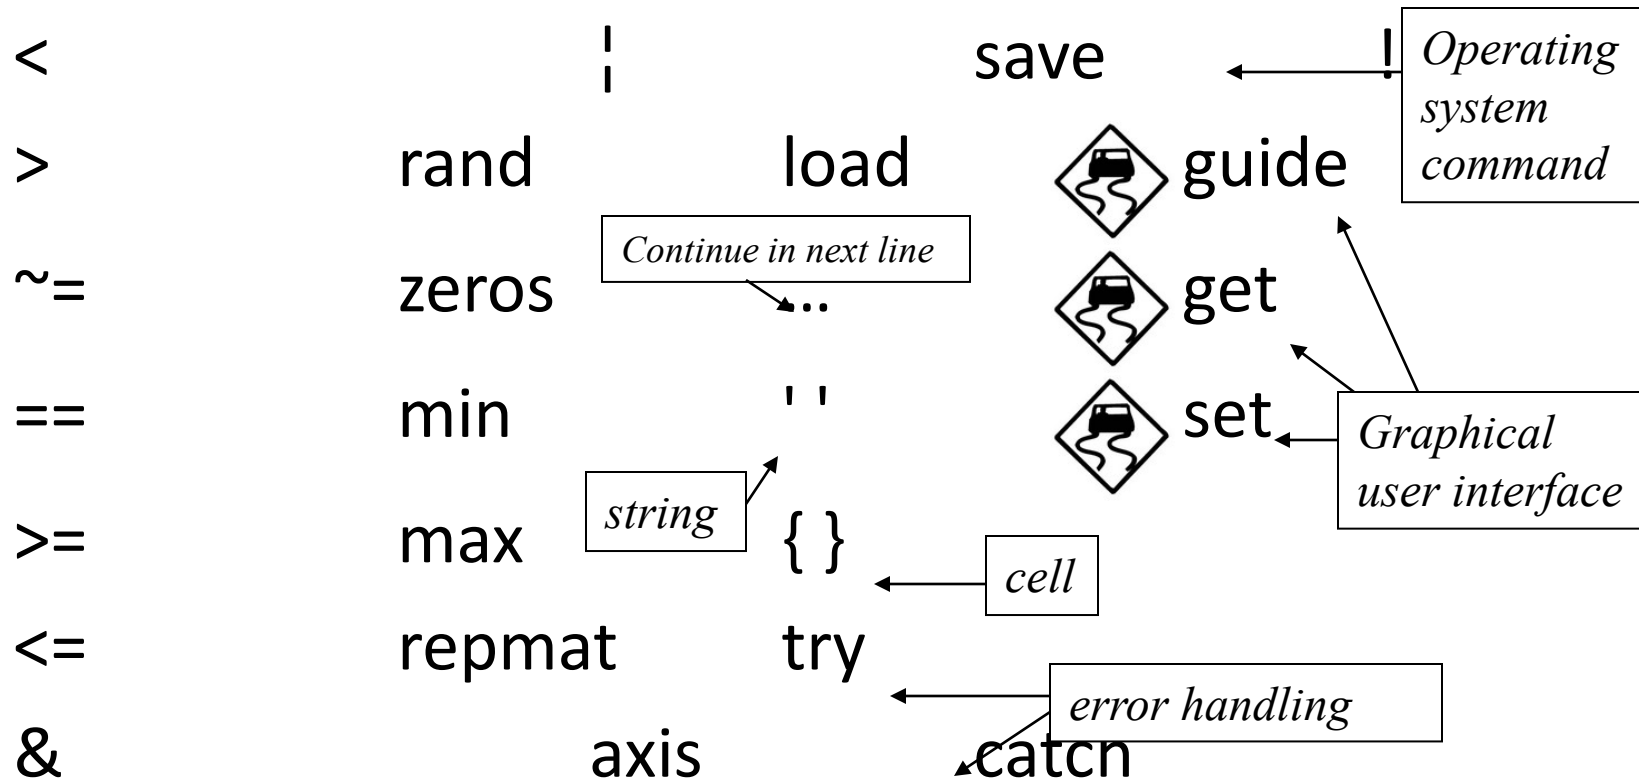 < ¦ save !
Operating
system
command
> rand load guide
Continue in next line
~= zeros ... get
== min ' ' set
Graphical
user interface
string
>= max { }
cell
<= repmat try
error handling
& axis catch